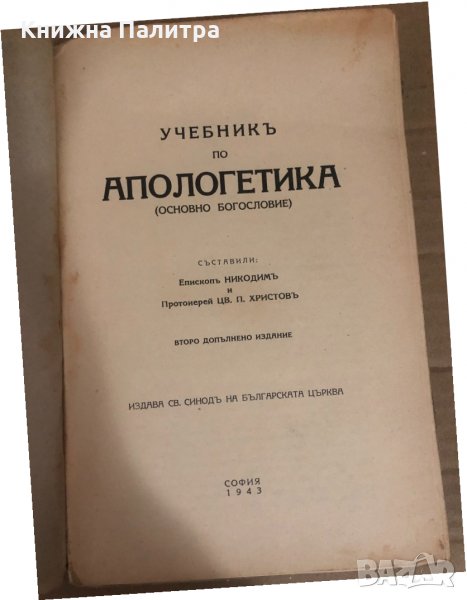 Книжна Палитра
УЧЕБНИКЪ
ПО
АПОЛОГЕТИКА
(ОСНОВНО БОГОСЛОВИЕ)
СЪСТАВИЛИ:
Епископъ НИКОДИМЪ
и
Протоиерей ЦВ. П. ХРИСТОВЪ
ВТОРО ДОПЪЛНЕНО ИЗДАНИЕ
ИЗДАВА СВ. СИНОДЪ НА БЪЛГАРСКАТА ЦЪРКВА
СОФИЯ
1943
BAZAR